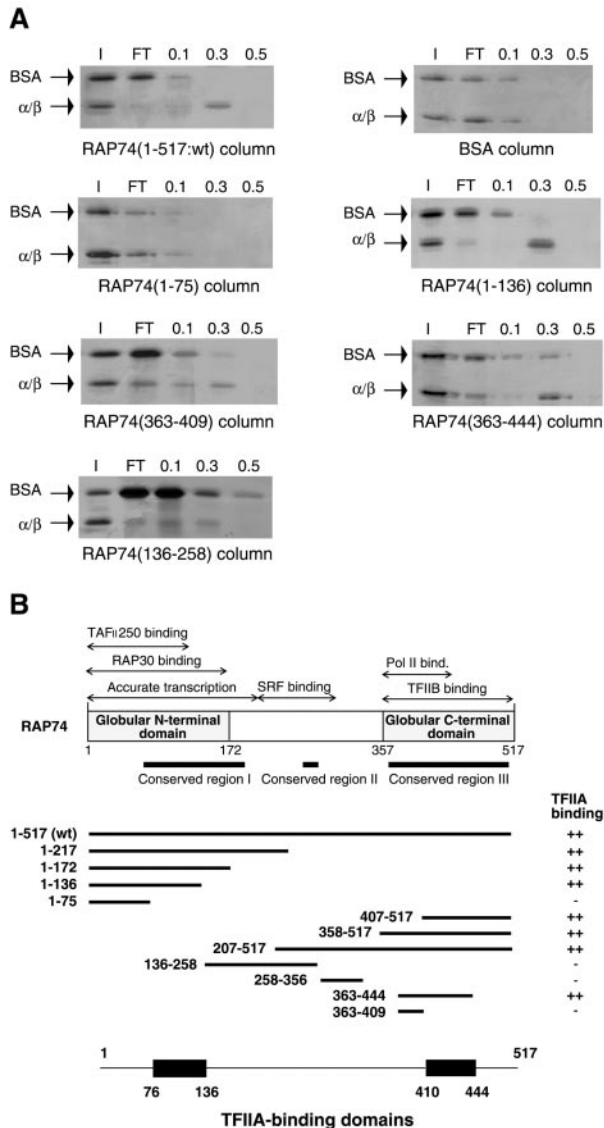 A
I FT 0.1 0.3 0.5
BSA
α/β
RAP74(1-517:wt) column
I FT 0.1 0.3 0.5
BSA
α/β
BSA column
I FT 0.1 0.3 0.5
BSA
α/β
RAP74(1-75) column
I FT 0.1 0.3 0.5
BSA
α/β
RAP74(1-136) column
I FT 0.1 0.3 0.5
BSA
α/β
RAP74(363-409) column
I FT 0.1 0.3 0.5
BSA
α/β
RAP74(363-444) column
I FT 0.1 0.3 0.5
BSA
α/β
RAP74(136-258) column
B
TAFII250 binding
RAP30 binding
Pol II bind.
Accurate transcription SRF binding TFIIB binding
RAP74 Globular N-terminal domain Globular C-terminal domain
1 172 357 517
Conserved region I Conserved region II Conserved region III
TFIIA binding
1-517 (wt) ++
1-217 ++
1-172 ++
1-136 ++
1-75 -
407-517 ++
358-517 ++
207-517 ++
136-258 -
258-356 -
363-444 ++
363-409 -
1 517
76 136 410 444
TFIIA-binding domains